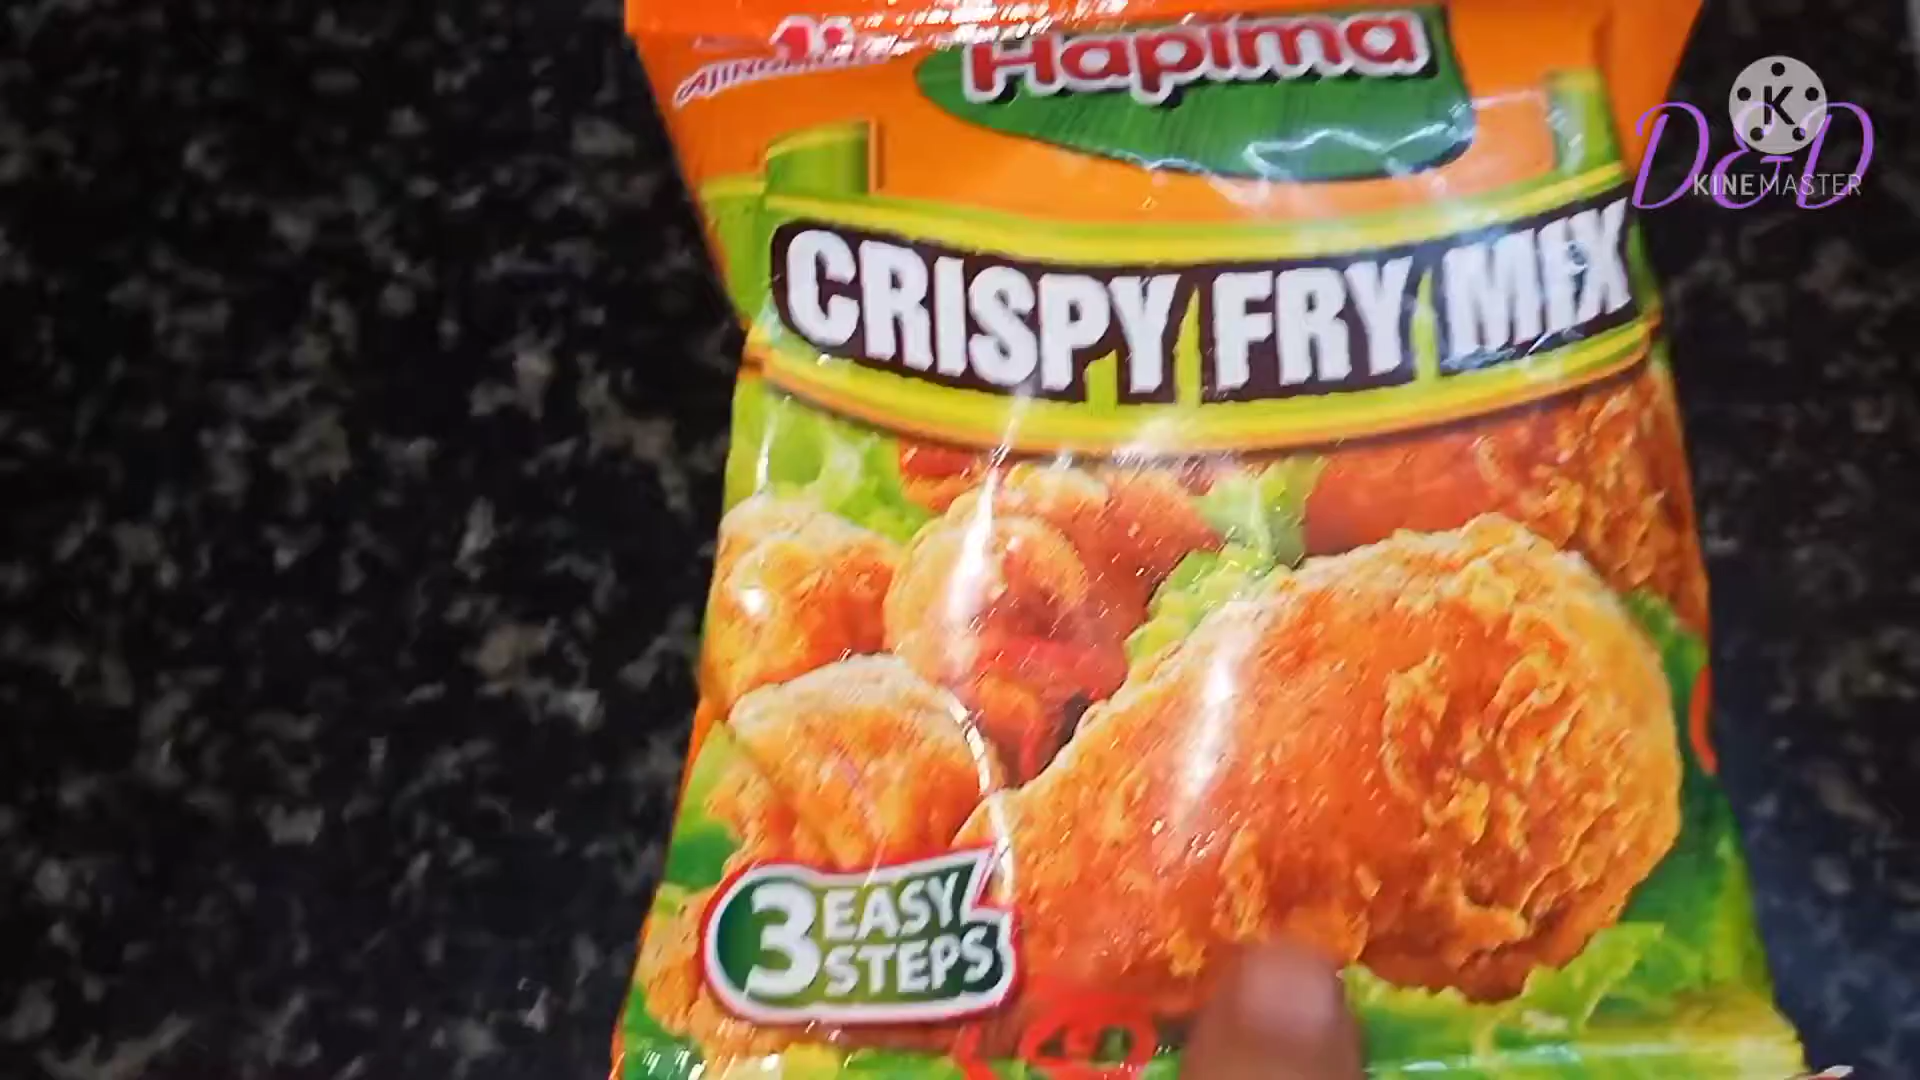 Hapima
CRISPY FRY MIX
3 EASY
STEPS
D&D
KINEMASTER